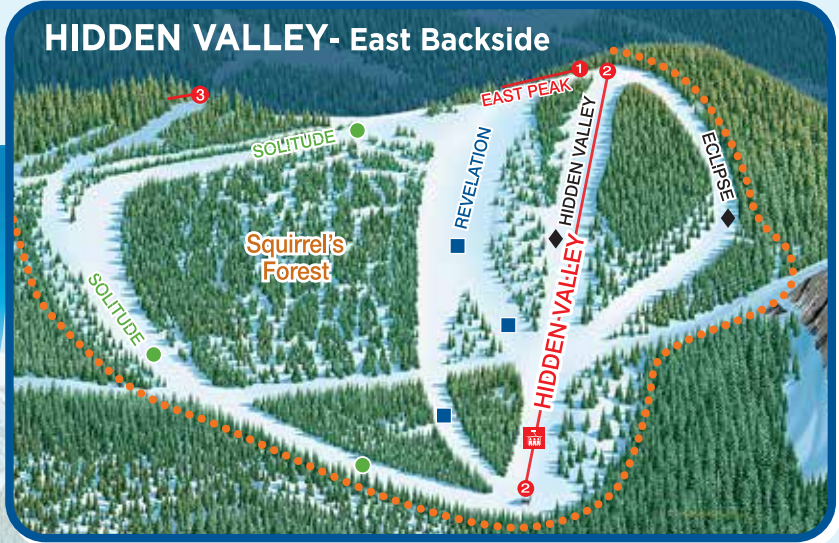 HIDDEN VALLEY- East Backside
3
1
2
EAST PEAK
SOLITUDE
REVELATION
HIDDEN VALLEY
ECLIPSE
Squirrel's
Forest
SOLITUDE
HIDDEN VALLEY
2